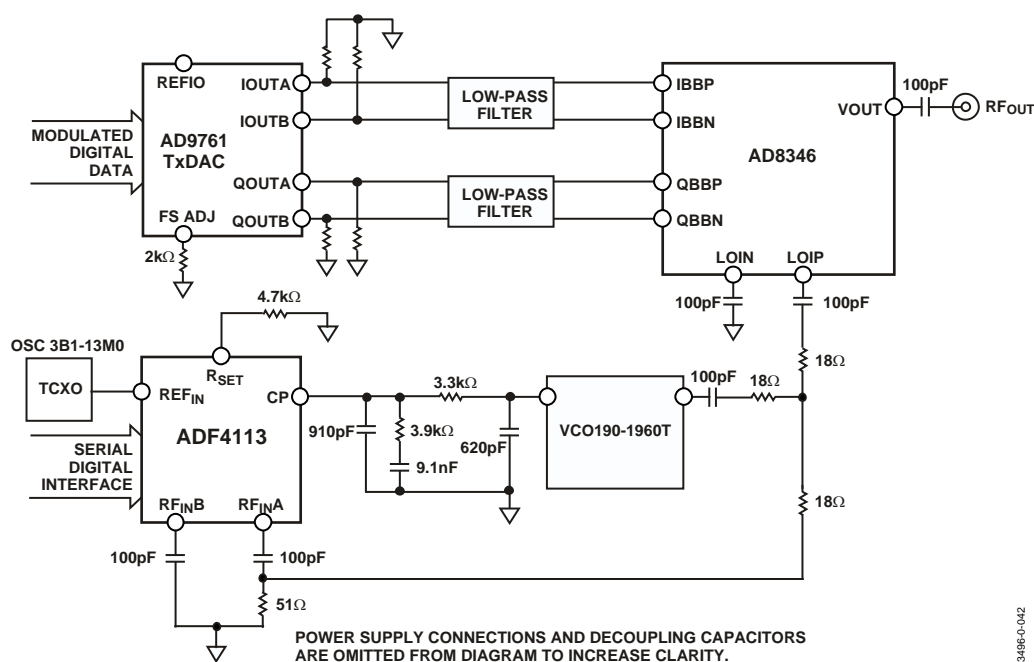 REFIO
IOUTA
IOUTB
MODULATED
DIGITAL
DATA
AD9761
TxDAC
QOUTA
QOUTB
FS ADJ
2kΩ
LOW-PASS
FILTER
LOW-PASS
FILTER
IBBP
IBBN
AD8346
QBBP
QBBN
LOIN
LOIP
VOUT
100pF
RFOUT
100pF
100pF
18Ω
4.7kΩ
OSC 3B1-13M0
TCXO
REFIN
RSET
CP
ADF4113
SERIAL
DIGITAL
INTERFACE
RFINB
RFINA
100pF
100pF
51Ω
910pF
3.9kΩ
9.1nF
3.3kΩ
620pF
VCO190-1960T
100pF
18Ω
18Ω
POWER SUPPLY CONNECTIONS AND DECOUPLING CAPACITORS
ARE OMITTED FROM DIAGRAM TO INCREASE CLARITY.
3496-0-042